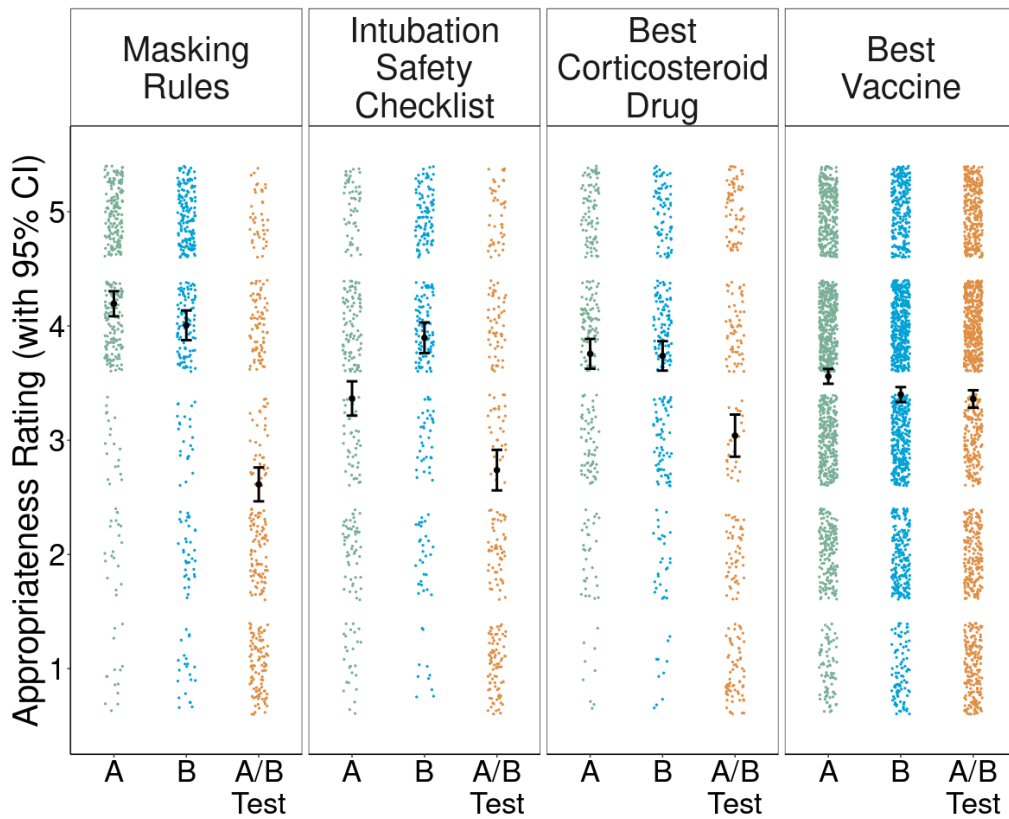 Masking
Rules
Intubation
Safety
Checklist
Best
Corticosteroid
Drug
Best
Vaccine
Appropriateness Rating (with 95% CI)
5
4
3
2
1
A
B
A/B
Test
A
B
A/B
Test
A
B
A/B
Test
A
B
A/B
Test